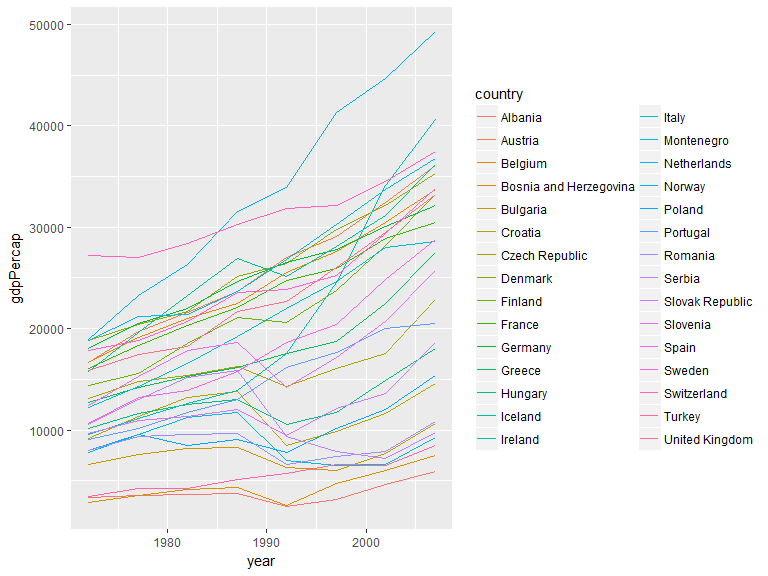 50000
40000
30000
20000
10000
gdpPercap
1980
1990
2000
year
country
Albania
Austria
Belgium
Bosnia and Herzegovina
Bulgaria
Croatia
Czech Republic
Denmark
Finland
France
Germany
Greece
Hungary
Iceland
Ireland
Italy
Montenegro
Netherlands
Norway
Poland
Portugal
Romania
Serbia
Slovak Republic
Slovenia
Spain
Sweden
Switzerland
Turkey
United Kingdom